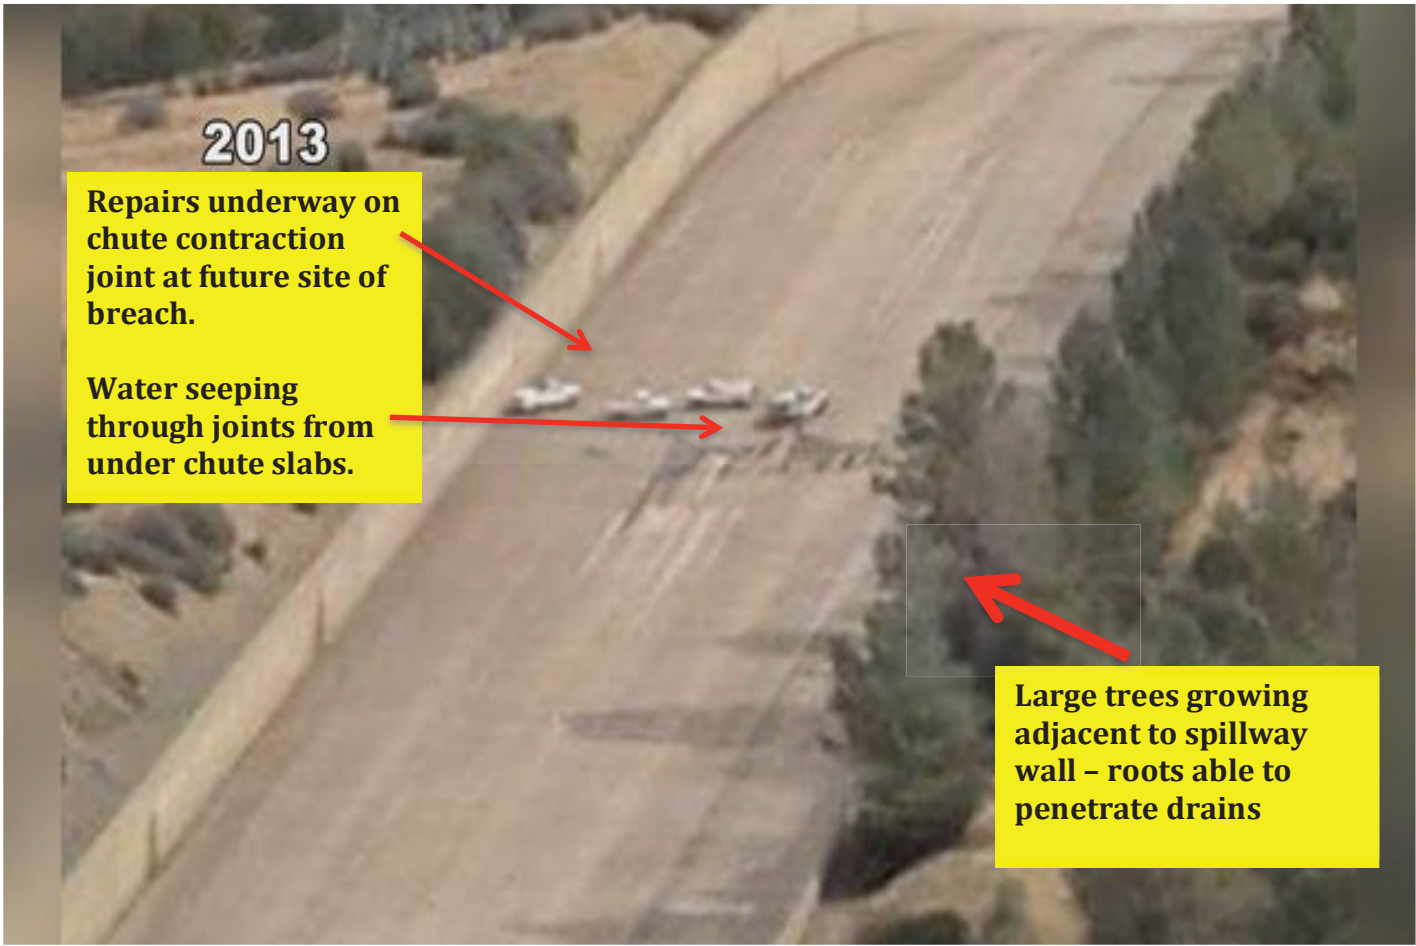 2013
Repairs underway on
chute contraction
joint at future site of
breach.
Water seeping
through joints from
under chute slabs.
Large trees growing
adjacent to spillway
wall – roots able to
penetrate drains